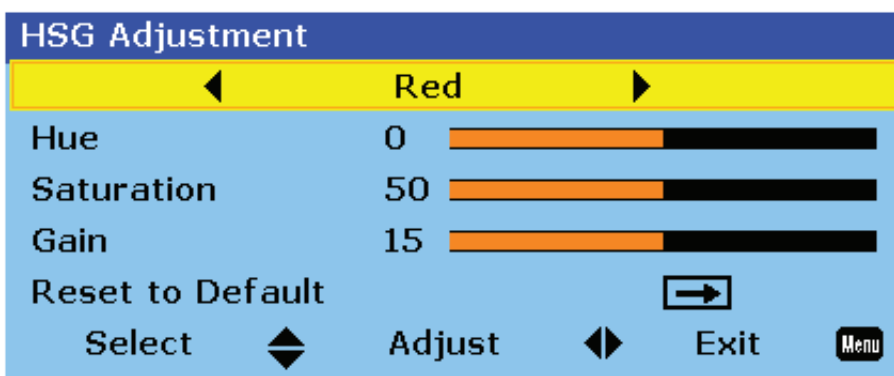 HSG Adjustment
Red
Hue 0
Saturation 50
Gain 15
Reset to Default
Select Adjust Exit Menu